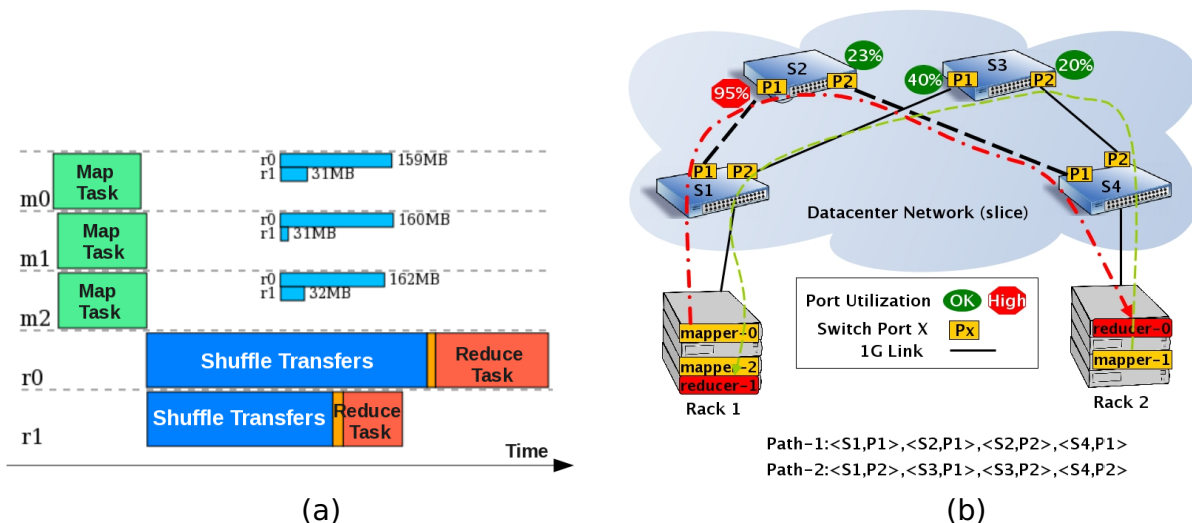 Map
Task
m0
r0
159MB
r1
31MB
Map
Task
m1
r0
160MB
r1
31MB
Map
Task
m2
r0
162MB
r1
32MB
r0
Shuffle Transfers
Reduce
Task
r1
Shuffle Transfers
Reduce
Task
Time
(a)
S2
23%
S3
20%
95%
P1
P2
40%
P1
P2
P1
P2
S1
P2
P1
S4
Datacenter Network (slice)
Port Utilization
OK
High
Switch Port X
Px
1G Link
mapper-0
mapper-2
reducer-1
Rack 1
reducer-0
mapper-1
Rack 2
Path-1:<S1,P1>,<S2,P1>,<S2,P2>,<S4,P1>
Path-2:<S1,P2>,<S3,P1>,<S3,P2>,<S4,P2>
(b)